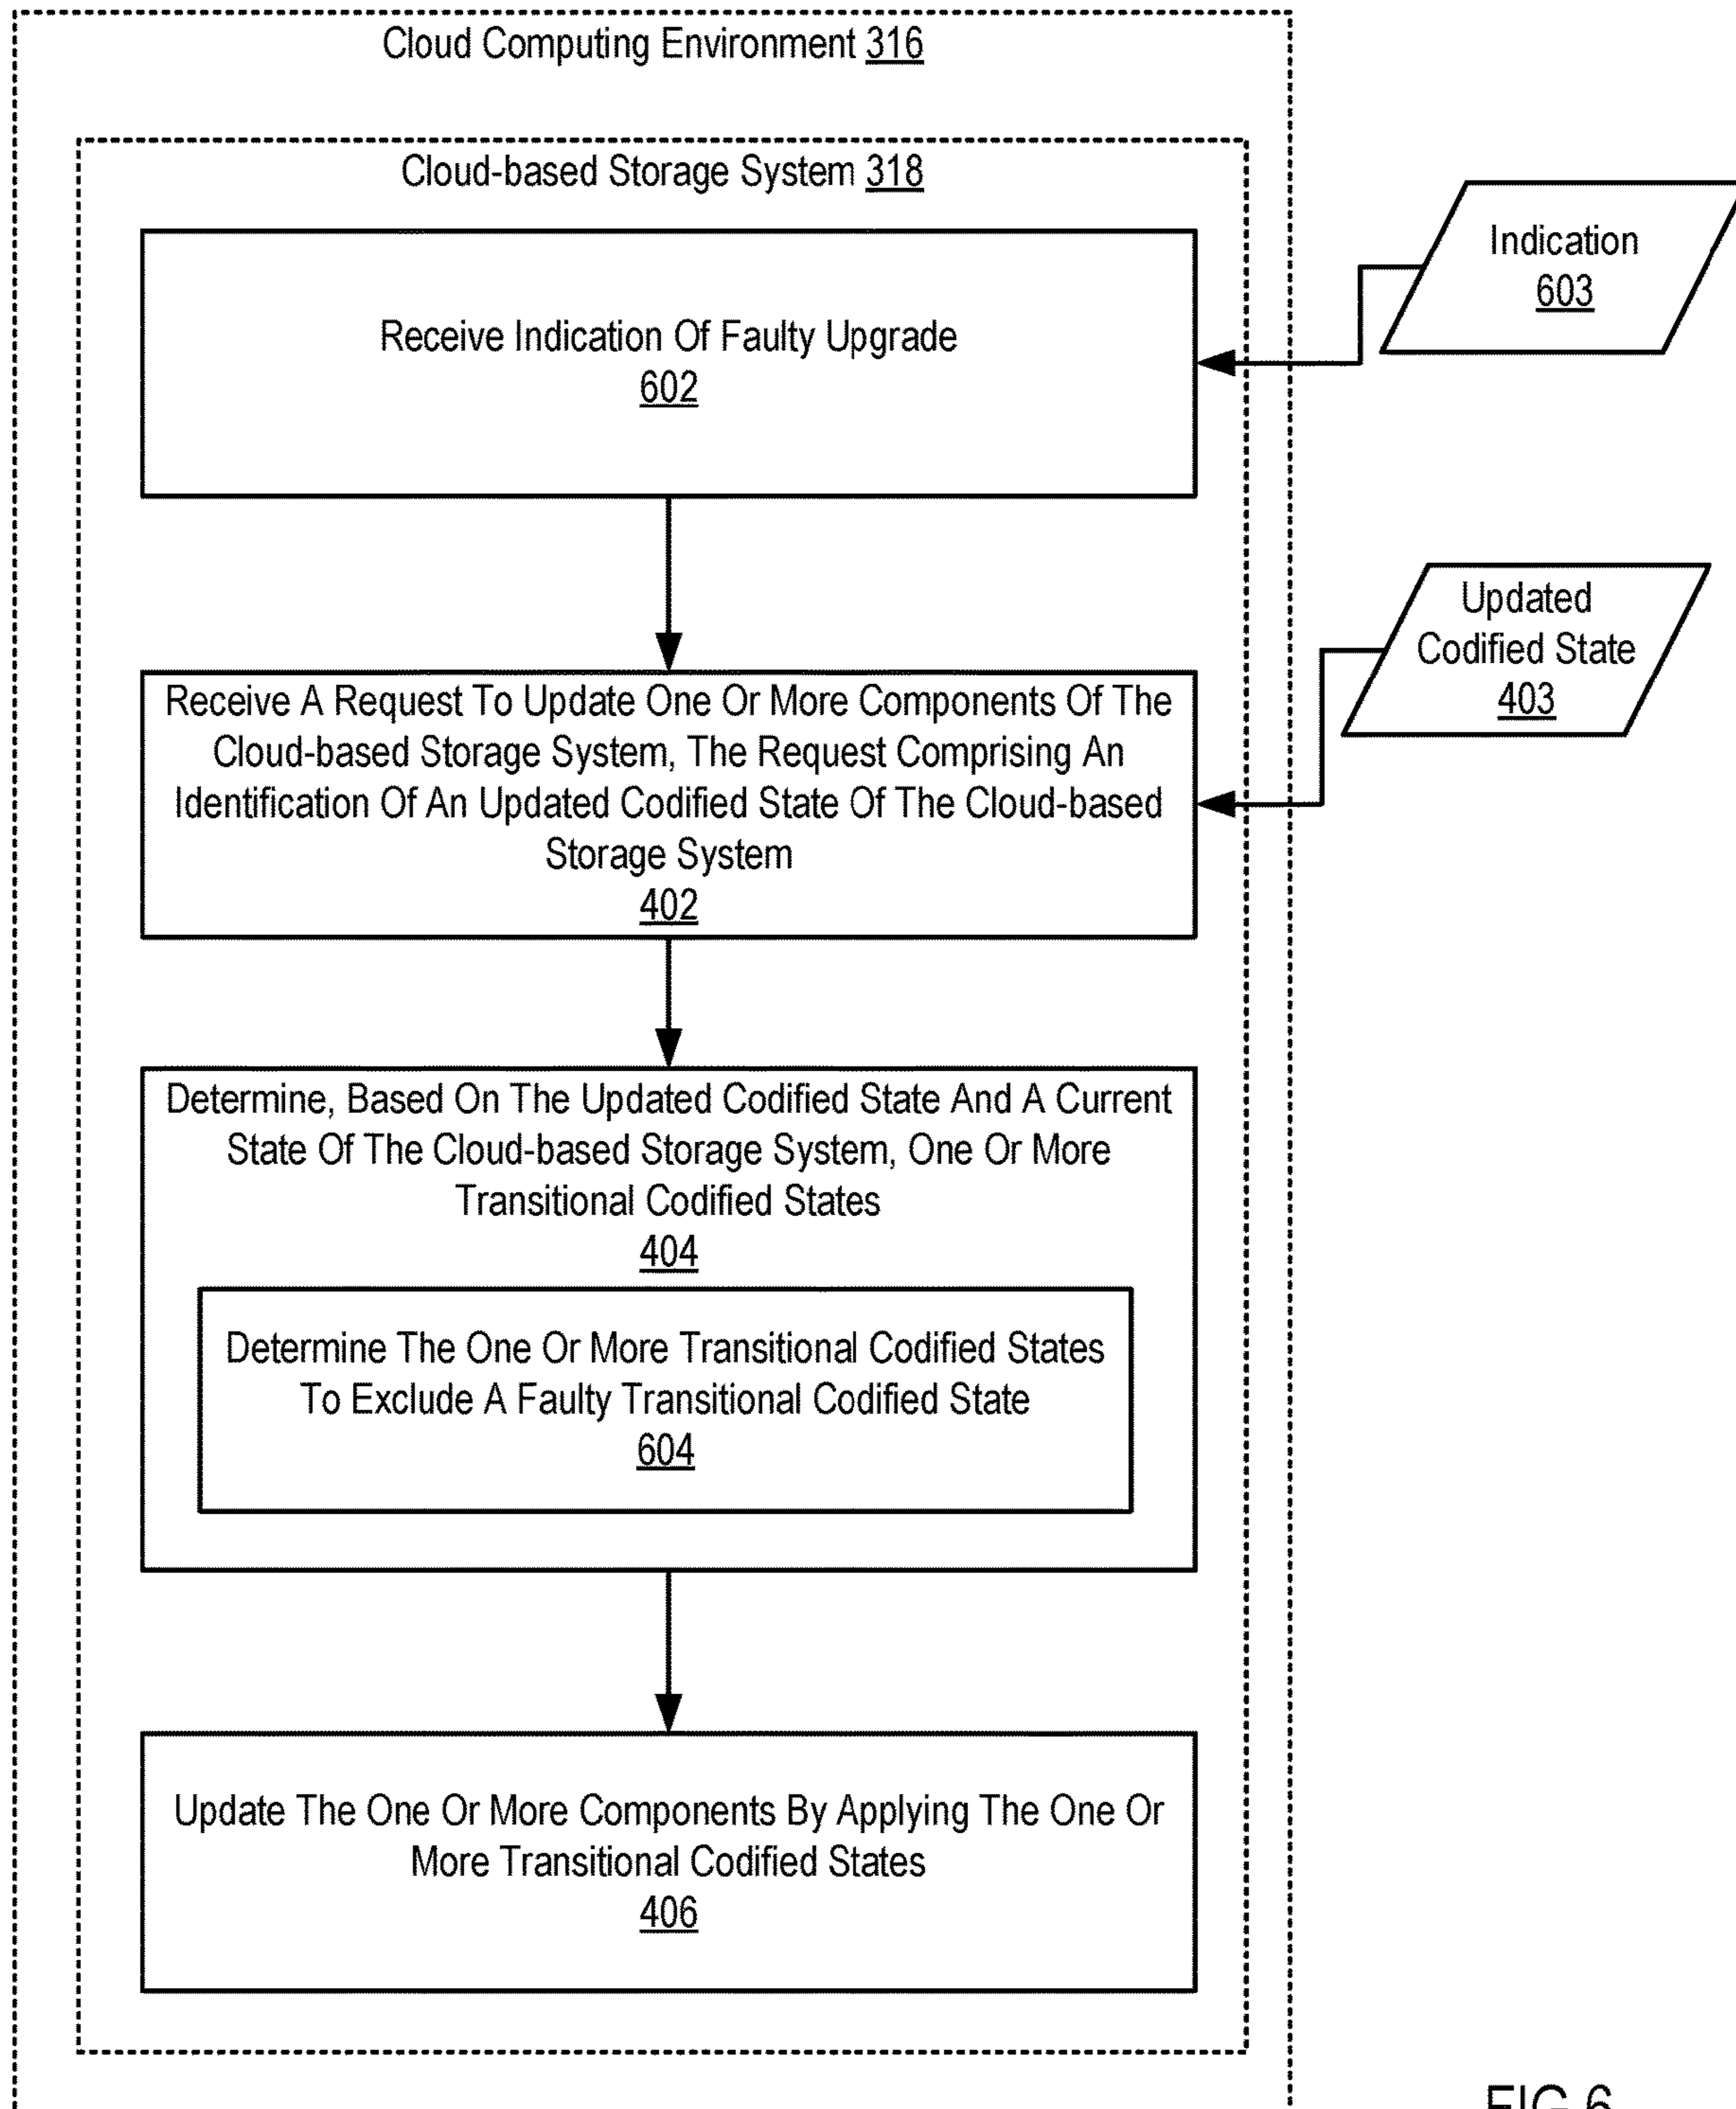 Cloud Computing Environment 316
Cloud-based Storage System 318
Indication
603
Receive Indication Of Faulty Upgrade
602
Updated
Codified State
403
Receive A Request To Update One Or More Components Of The
Cloud-based Storage System, The Request Comprising An
Identification Of An Updated Codified State Of The Cloud-based
Storage System
402
Determine, Based On The Updated Codified State And A Current
State Of The Cloud-based Storage System, One Or More
Transitional Codified States
404
Determine The One Or More Transitional Codified States
To Exclude A Faulty Transitional Codified State
604
Update The One Or More Components By Applying The One Or
More Transitional Codified States
406
FIG 6